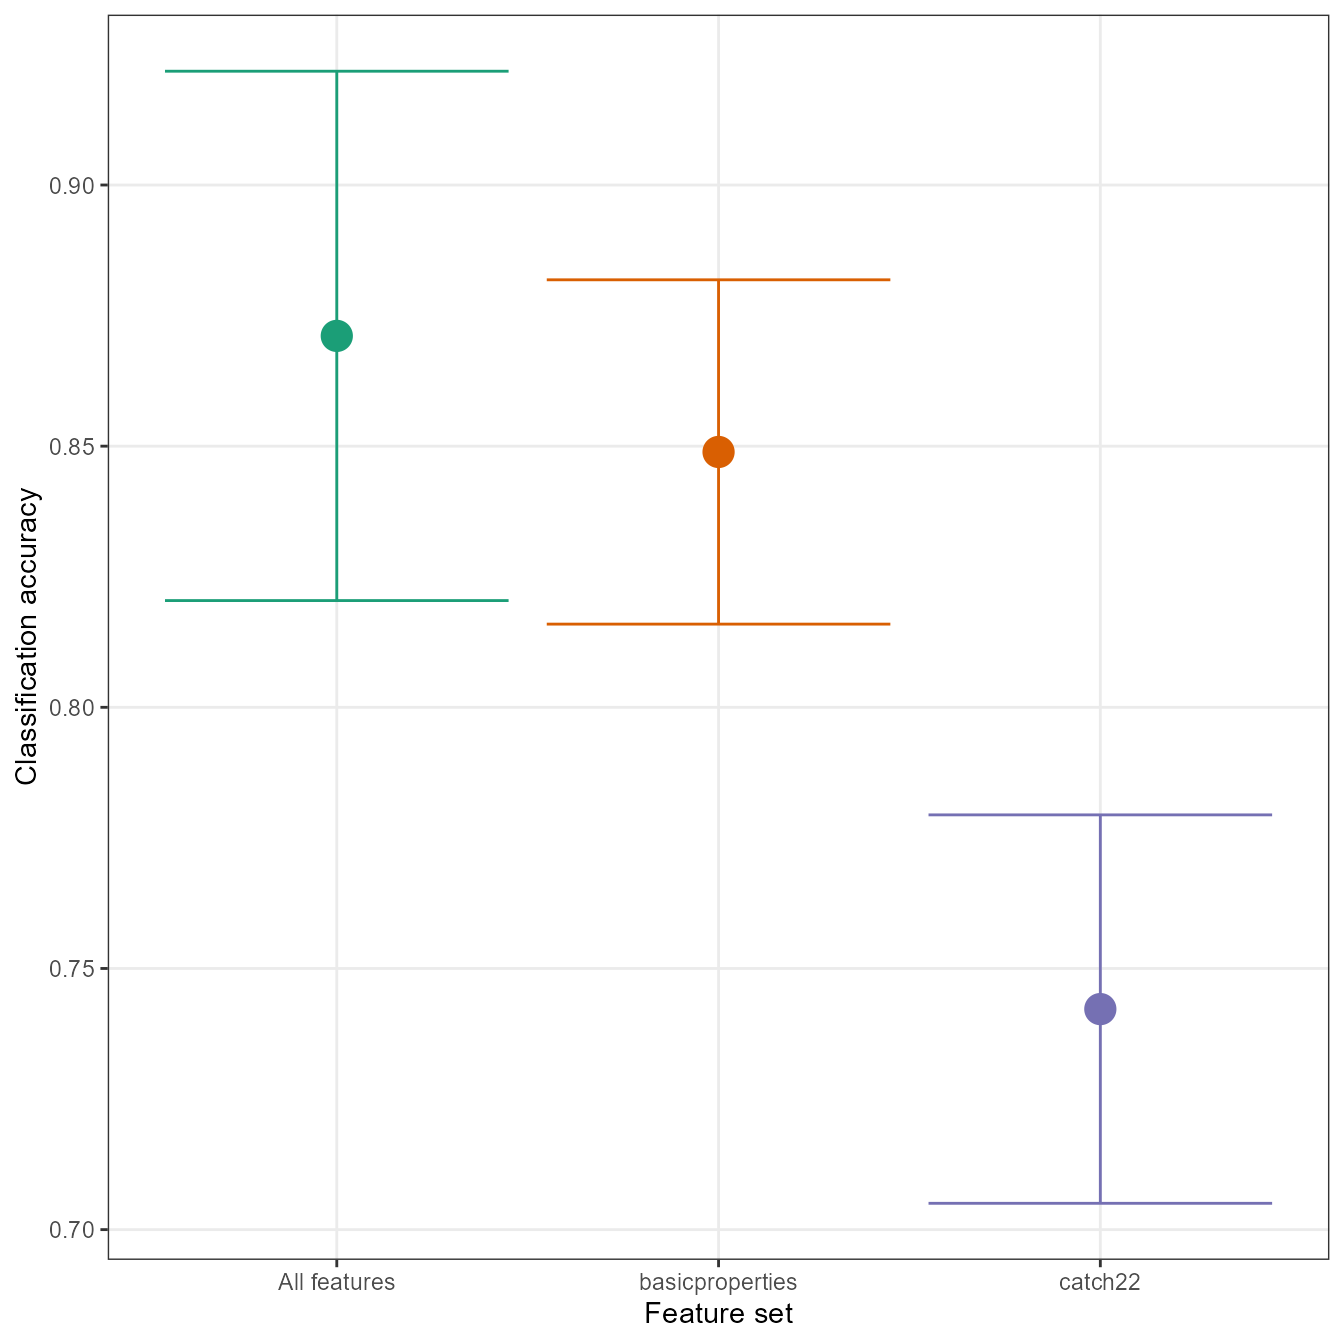 Classification accuracy
0.90
0.85
0.80
0.75
0.70
All features
basicproperties
catch22
Feature set